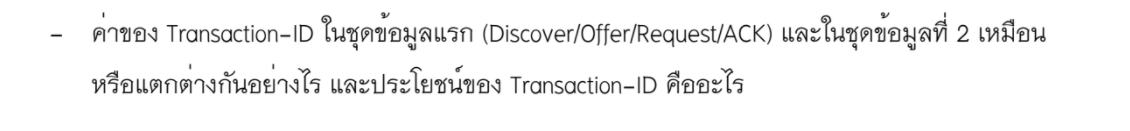 - ค่าของ Transaction-ID ในชุดข้อมูลแรก (Discover/Offer/Request/ACK) และในชุดข้อมูลที่ 2 เหมือน
หรือแตกต่างกันอย่างไร และประโยชน์ของ Transaction-ID คืออะไร